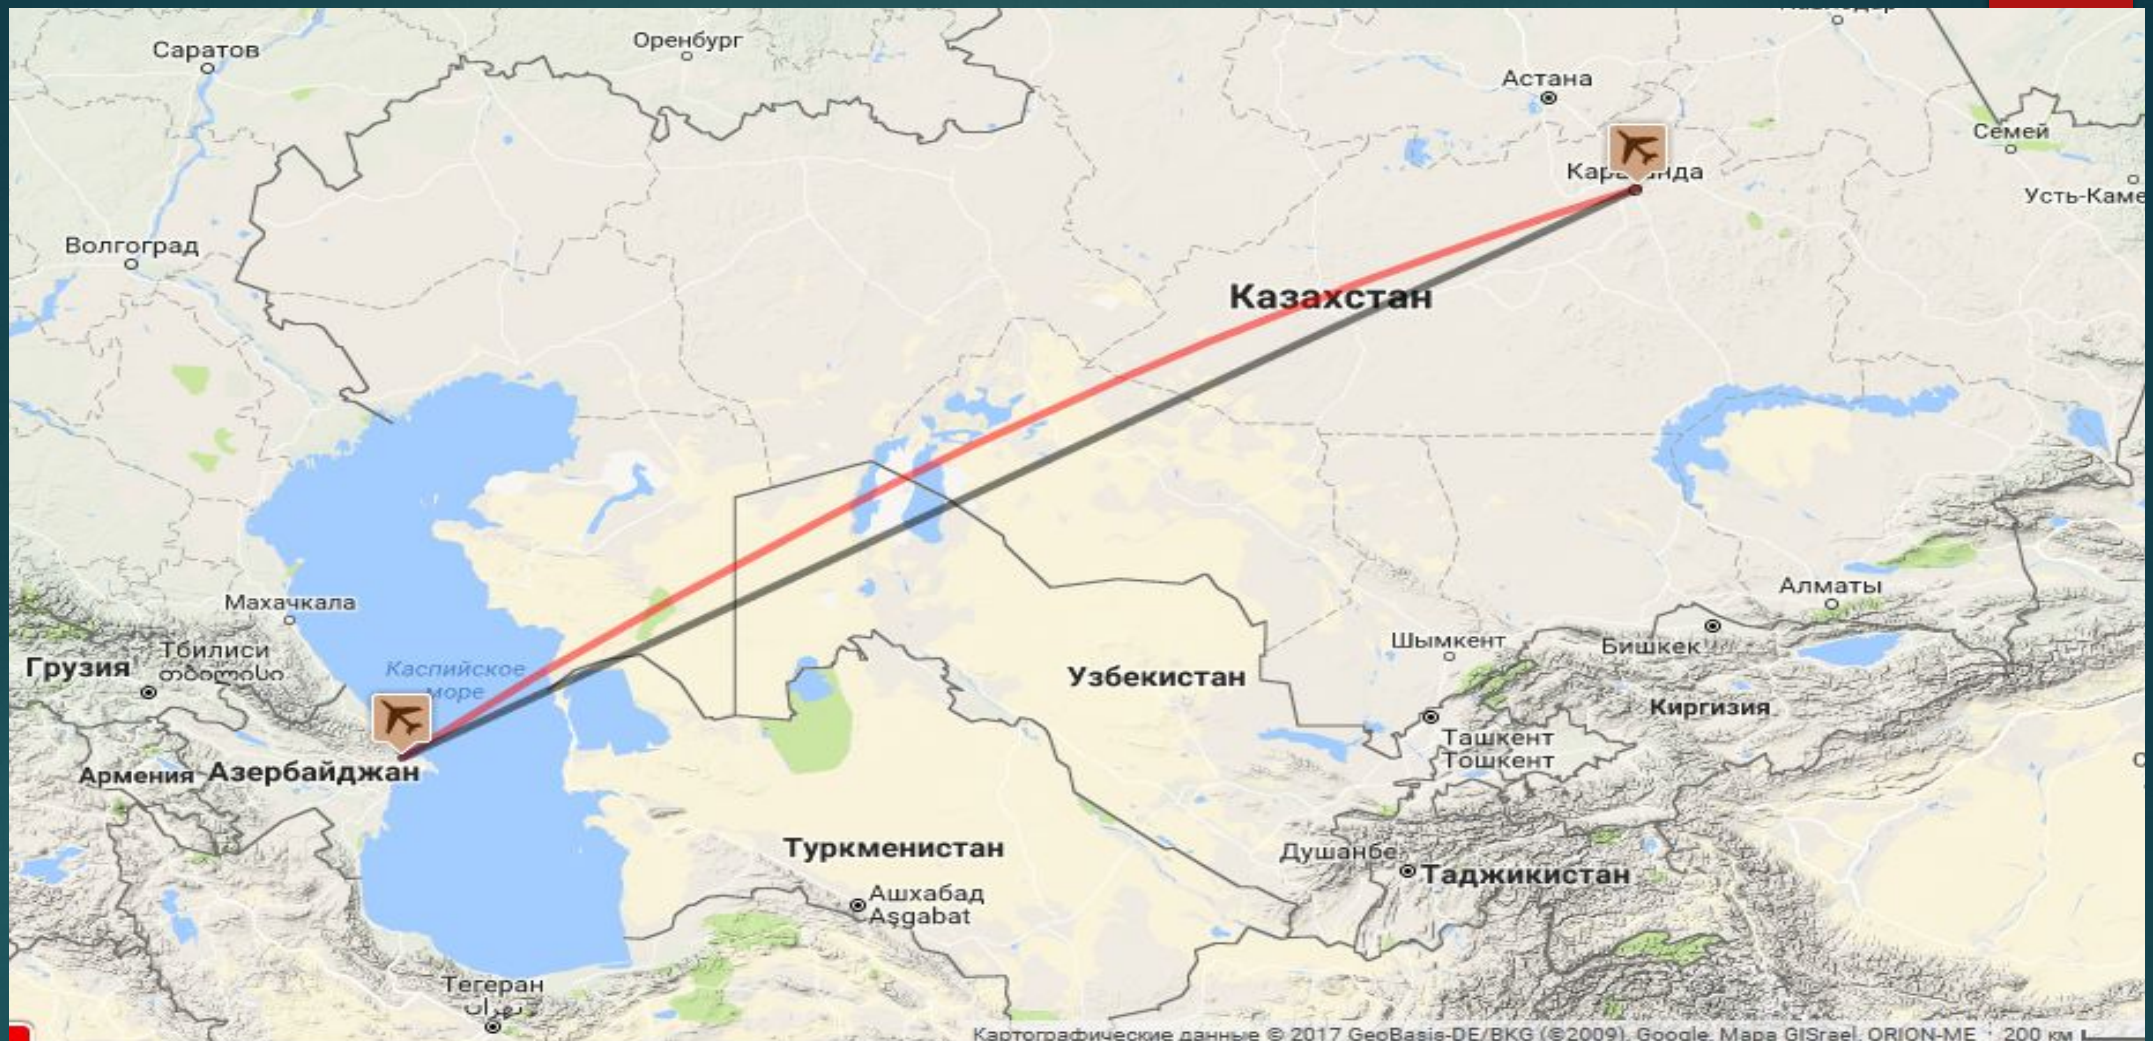 Саратов
Оренбург
Астана
Семей
Караганда
Усть-Каме
Волгоград
Казахстан
Алматы
Махачкала
Шымкент
Бишкек
Тбилиси
თბილისი
Грузия
Каспийское
море
Узбекистан
Киргизия
Ташкент
Тошкент
Армения
Азербайджан
Туркменистан
Душанбе
Таджикистан
Ашхабад
Aşgabat
Тегеран
تهران
Картографические данные © 2017 GeoBasis-DE/BKG (©2009), Google, Mapa GISrael, ORION-ME
200 км